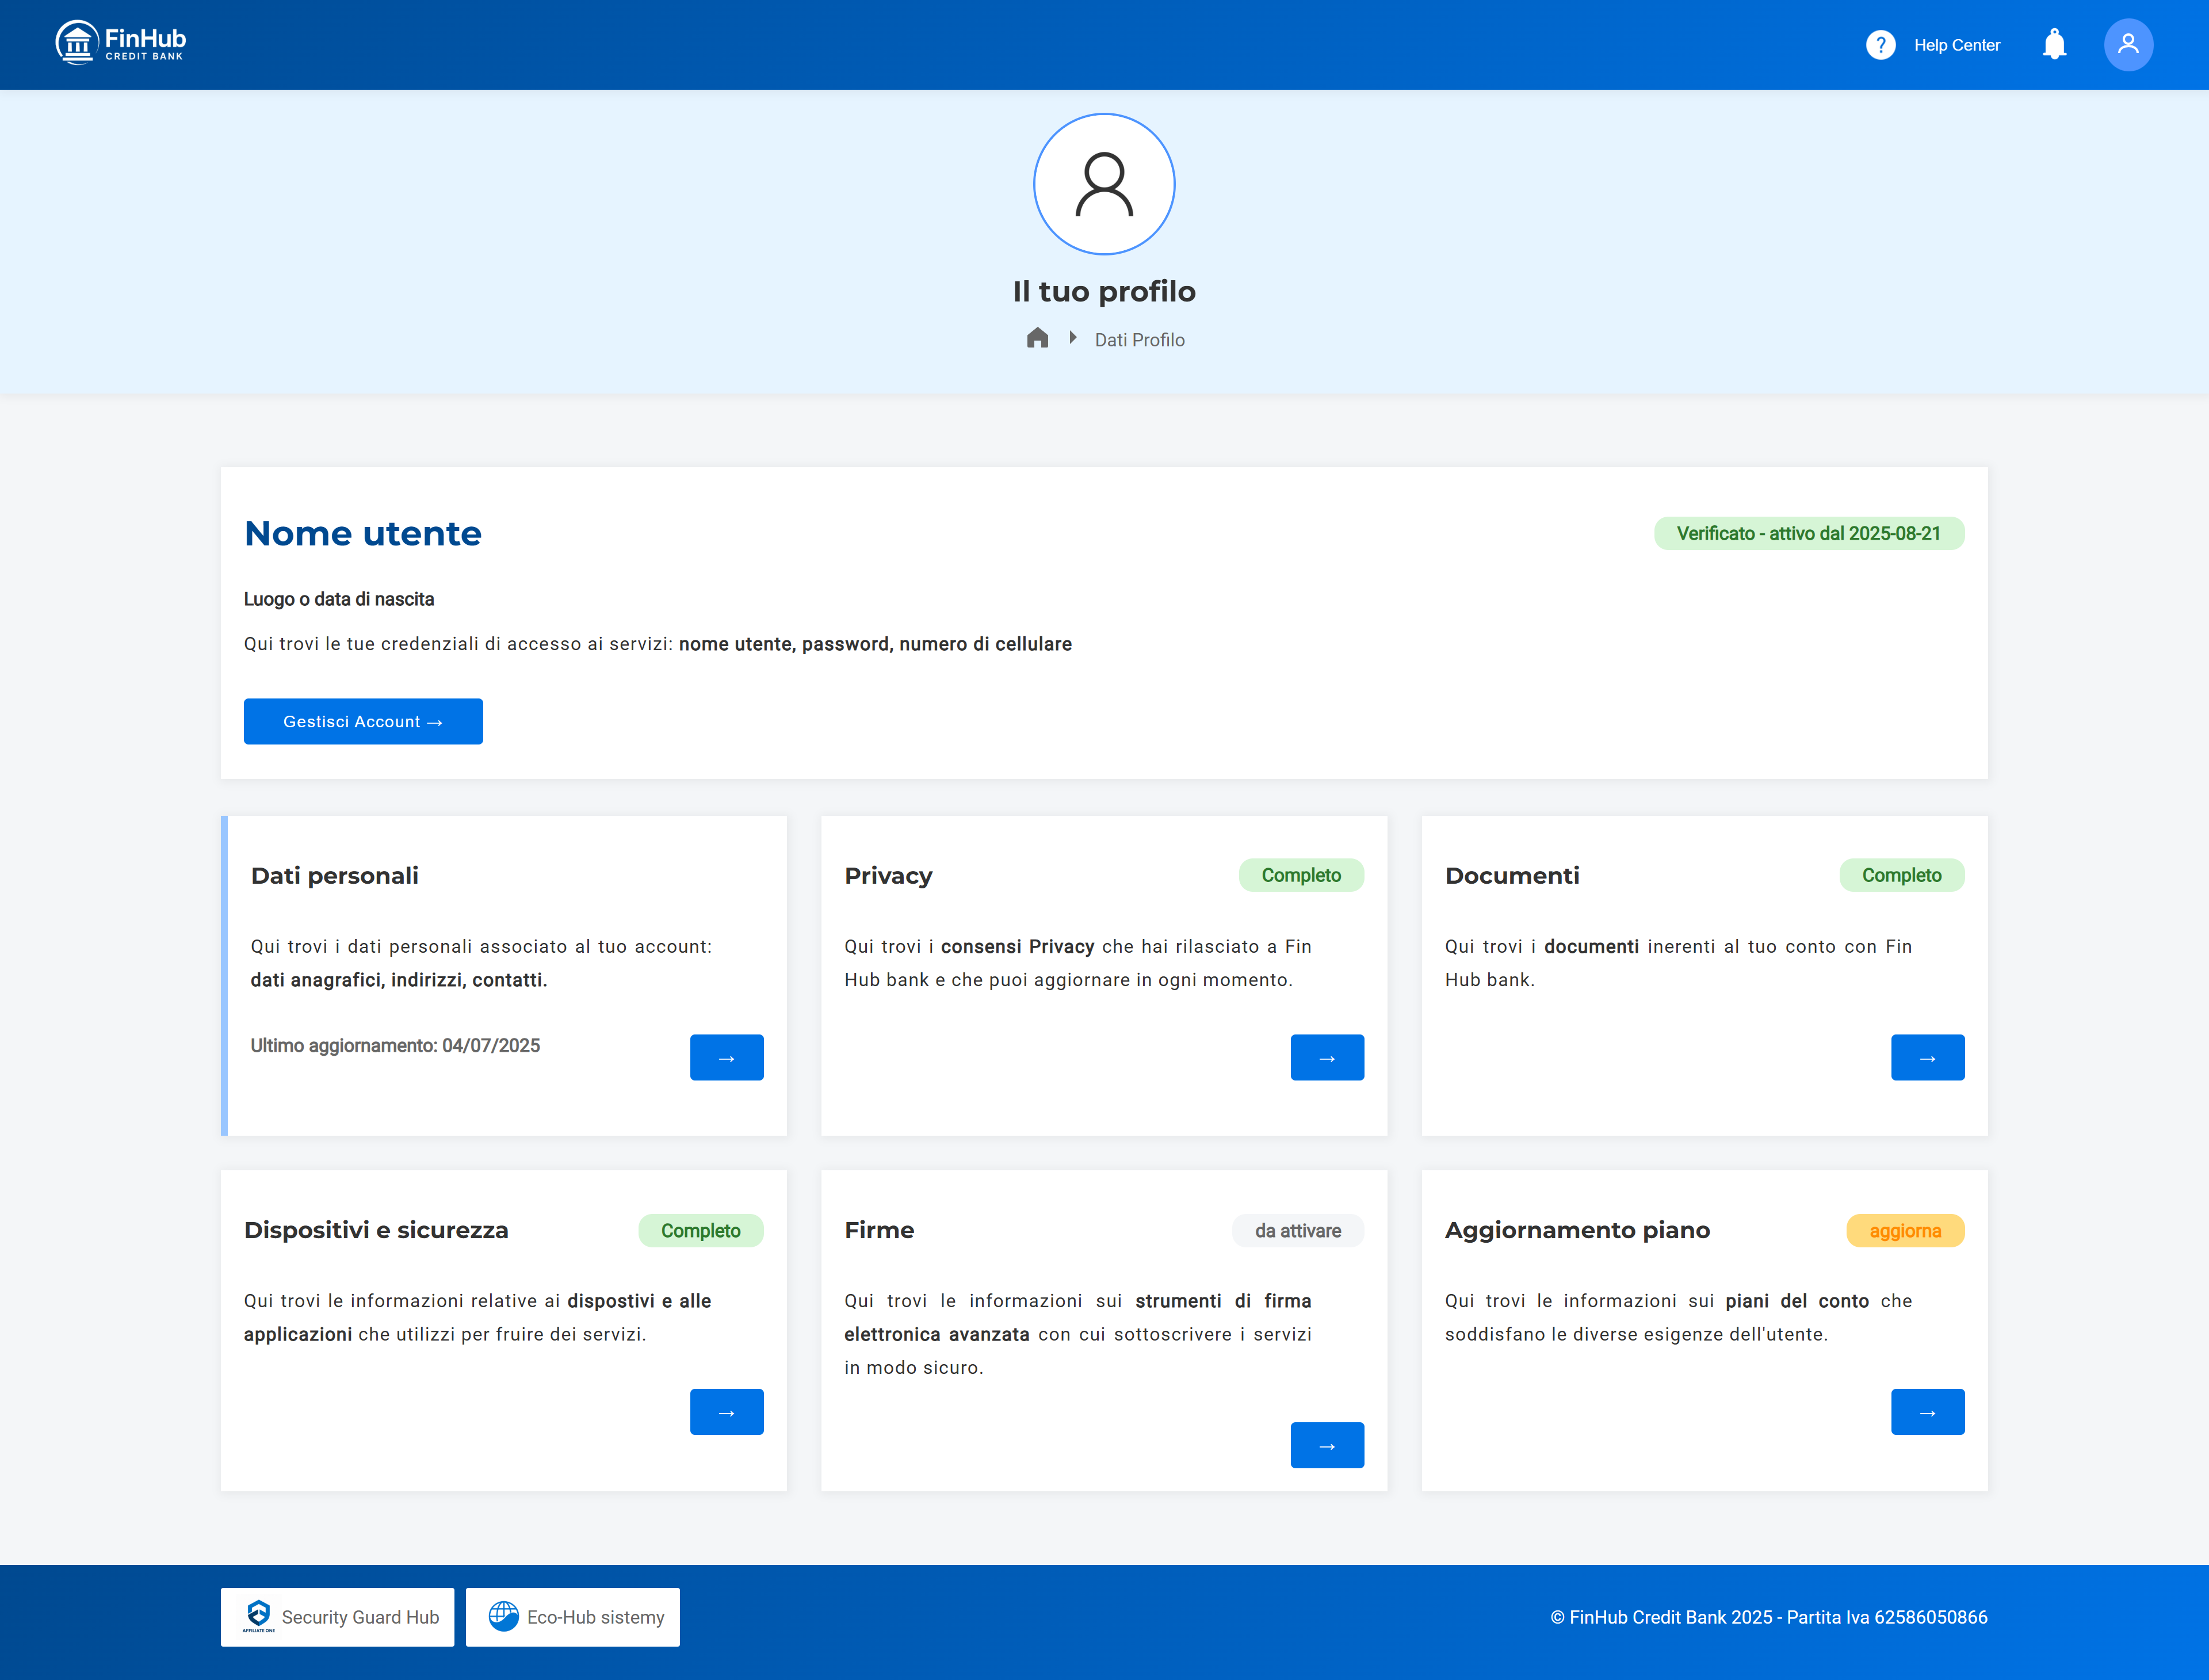 FinHub
CREDIT BANK
? Help Center
Il tuo profilo
Dati Profilo
Nome utente
Verificato - attivo dal 2025-08-21
Luogo o data di nascita
Qui trovi le tue credenziali di accesso ai servizi: nome utente, password, numero di cellulare
Gestisci Account →
Dati personali
Qui trovi i dati personali associato al tuo account:
dati anagrafici, indirizzi, contatti.
Ultimo aggiornamento: 04/07/2025
→
Privacy
Completo
Qui trovi i consensi Privacy che hai rilasciato a Fin
Hub bank e che puoi aggiornare in ogni momento.
→
Documenti
Completo
Qui trovi i documenti inerenti al tuo conto con Fin
Hub bank.
→
Dispositivi e sicurezza
Completo
Qui trovi le informazioni relative ai dispostivi e alle
applicazioni che utilizzi per fruire dei servizi.
→
Firme
da attivare
Qui trovi le informazioni sui strumenti di firma
elettronica avanzata con cui sottoscrivere i servizi
in modo sicuro.
→
Aggiornamento piano
aggiorna
Qui trovi le informazioni sui piani del conto che
soddisfano le diverse esigenze dell'utente.
→
AFFILIATE ONE
Security Guard Hub
Eco-Hub sistemy
© FinHub Credit Bank 2025 - Partita Iva 62586050866